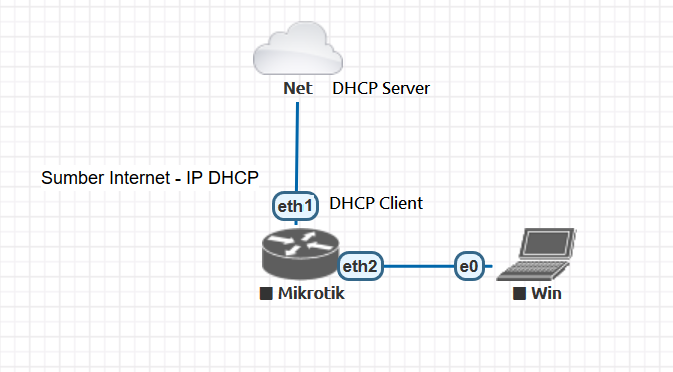 Net DHCP Server
Sumber Internet - IP DHCP
eth1 DHCP Client
eth2 e0
Mikrotik Win